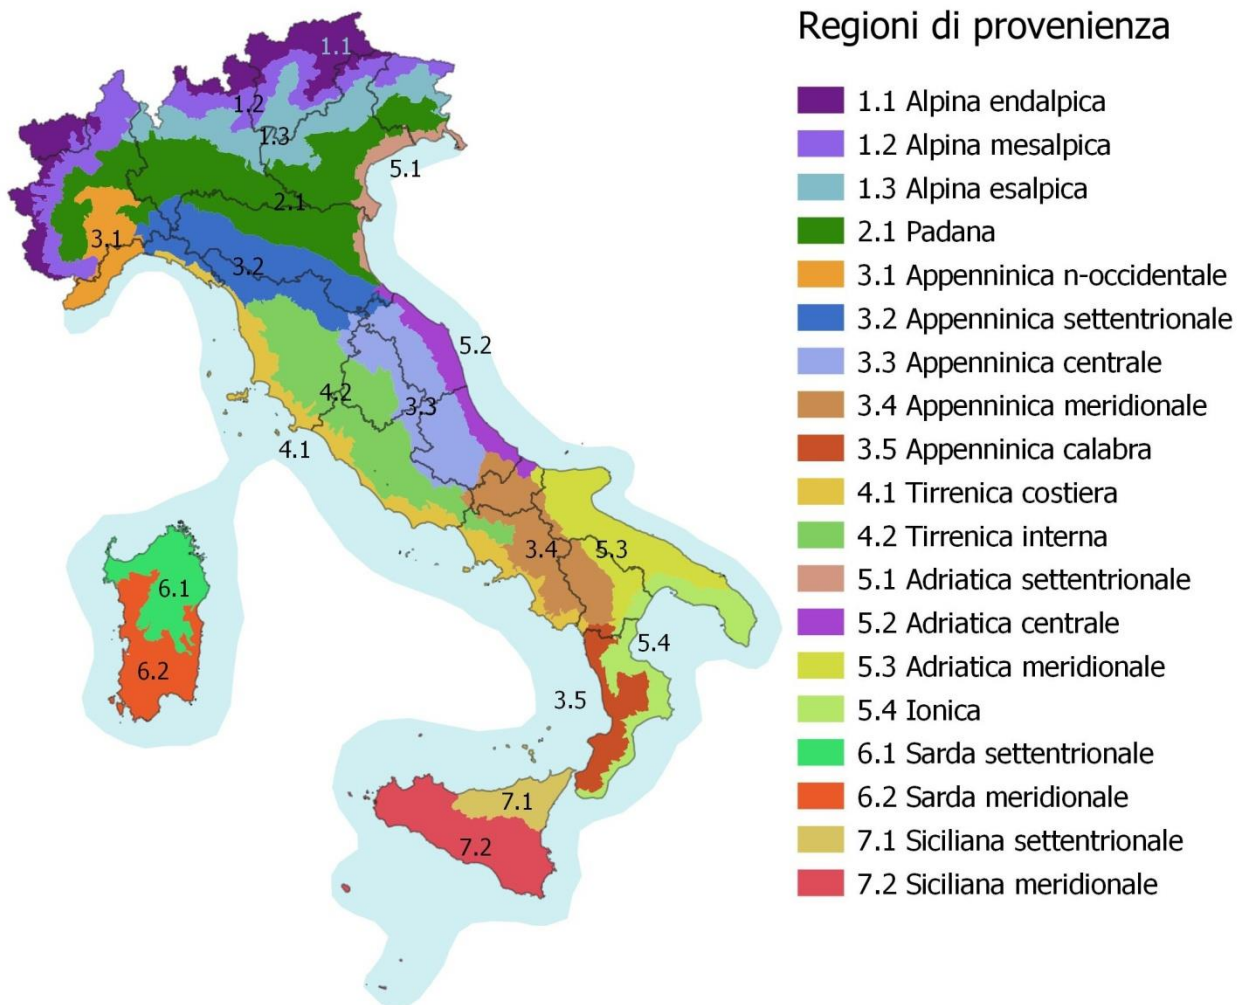 Regioni di provenienza
1.1 Alpina endalpica
1.2 Alpina mesalpica
1.3 Alpina esalpica
2.1 Padana
3.1 Appenninica n-occidentale
3.2 Appenninica settentrionale
3.3 Appenninica centrale
3.4 Appenninica meridionale
3.5 Appenninica calabra
4.1 Tirrenica costiera
4.2 Tirrenica interna
5.1 Adriatica settentrionale
5.2 Adriatica centrale
5.3 Adriatica meridionale
5.4 Ionica
6.1 Sarda settentrionale
6.2 Sarda meridionale
7.1 Siciliana settentrionale
7.2 Siciliana meridionale
1.1
1.2
1.3
5.1
2.1
3.1
3.2
5.2
4.2
3.3
4.1
3.4
5.3
6.1
5.4
6.2
3.5
7.1
7.2